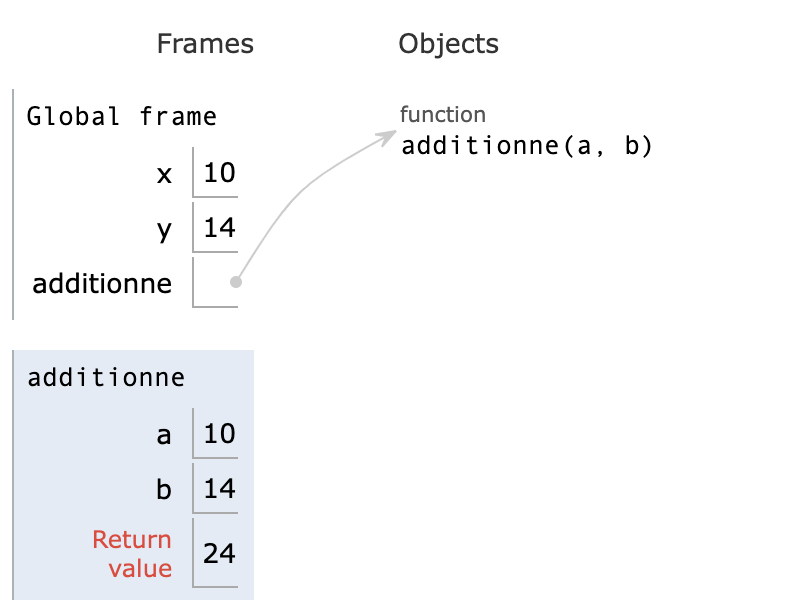 Frames
Objects
Global frame
x 10
y 14
additionne
function
additionne(a, b)
additionne
a 10
b 14
Return
value
24